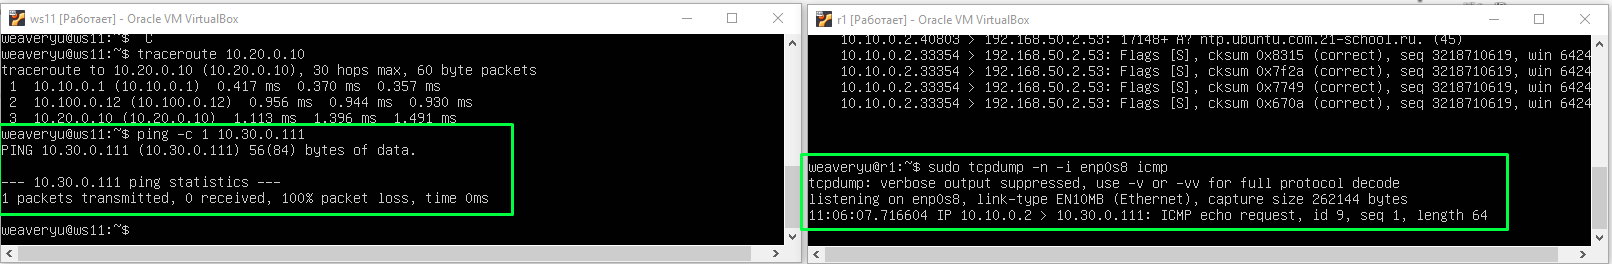 ws11 [Работает] - Oracle VM VirtualBox
weaveryu@ws11:~$ ^C
weaveryu@ws11:~$ traceroute 10.20.0.10
traceroute to 10.20.0.10 (10.20.0.10), 30 hops max, 60 byte packets
1 10.10.0.1 (10.10.0.1) 0.417 ms 0.370 ms 0.357 ms
2 10.100.0.12 (10.100.0.12) 0.956 ms 0.944 ms 0.930 ms
3 10.20.0.10 (10.20.0.10) 1.113 ms 1.396 ms 1.491 ms
weaveryu@ws11:~$ ping -c 1 10.30.0.111
PING 10.30.0.111 (10.30.0.111) 56(84) bytes of data.
--- 10.30.0.111 ping statistics ---
1 packets transmitted, 0 received, 100% packet loss, time 0ms
weaveryu@ws11:~$
r1 [Работает] - Oracle VM VirtualBox
10.10.0.2.40803 > 192.168.50.2.53: 17148+ A? ntp.ubuntu.com.21-school.ru. (45)
10.10.0.2.33354 > 192.168.50.2.53: Flags [S], cksum 0x8315 (correct), seq 3218710619, win 6424
10.10.0.2.33354 > 192.168.50.2.53: Flags [S], cksum 0x7f2a (correct), seq 3218710619, win 6424
10.10.0.2.33354 > 192.168.50.2.53: Flags [S], cksum 0x7749 (correct), seq 3218710619, win 6424
10.10.0.2.33354 > 192.168.50.2.53: Flags [S], cksum 0x670a (correct), seq 3218710619, win 6424
weaveryu@r1:~$ sudo tcpdump -n -i enp0s8 icmp
tcpdump: verbose output suppressed, use -v or -vv for full protocol decode
listening on enp0s8, link-type EN10MB (Ethernet), capture size 262144 bytes
11:06:07.716604 IP 10.10.0.2 > 10.30.0.111: ICMP echo request, id 9, seq 1, length 64